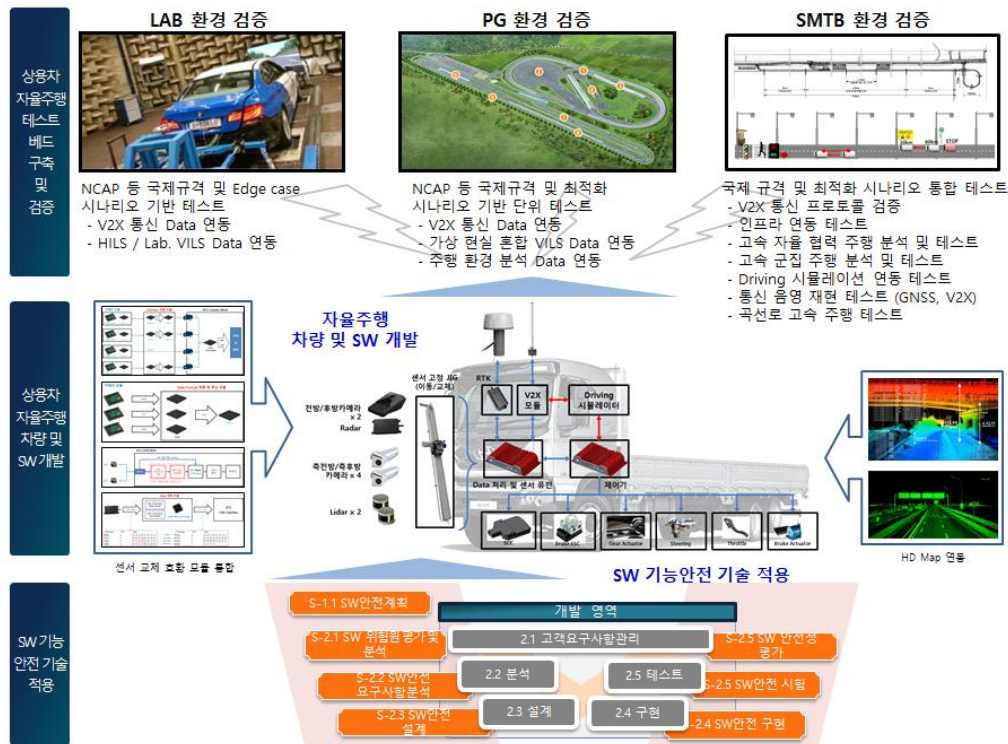 LAB 환경 검증
PG 환경 검증
SMTB 환경 검증
상용차
자율주행
테스트
베드
구축
및
검증
NCAP 등 국제규격 및 Edge case
시나리오 기반 테스트
- V2X 통신 Data 연동
- HILS / Lab. VILS Data 연동
NCAP 등 국제규격 및 최적화
시나리오 기반 단위 테스트
- V2X 통신 Data 연동
- 가상 현실 혼합 VILS Data 연동
- 주행 환경 분석 Data 연동
STOP
국제 규격 및 최적화 시나리오 통합 테스트
- V2X 통신 프로토콜 검증
- 인프라 연동 테스트
- 고속 자율 협력 주행 분석 및 테스트
- 고속 군집 주행 분석 및 테스트
- Driving 시뮬레이션 연동 테스트
- 통신 음영 재현 테스트 (GNSS, V2X)
- 곡선로 고속 주행 테스트
상용차
자율주행
차량 및
SW 개발
자율주행
차량 및 SW 개발
센서 고정 JIG
(이동/교체)
RTK
V2X
모듈
Driving
시뮬레이터
전방/후방카메라
x 2
Radar
측전방/측후방
카메라 x 4
Lidar x 2
Data 처리 및 센서 퓨전
제어기
Brake ESC
Gear Actuator
Steering
Throttle
Brake Actuator
센서 교체 호환 모듈 통합
HD Map 연동
SW 기능안전 기술 적용
SW 기능
안전 기술
적용
개발 영역
S-1.1 SW안전계획
S-2.1 SW 위험원 평가 및
분석
S-2.2 SW안전
요구사항분석
S-2.3 SW안전
설계
2.1 고객요구사항관리
2.2 분석
2.3 설계
2.5 테스트
2.4 구현
S-2.5 SW 안전성
평가
S-2.5 SW안전 시험
S-2.4 SW안전 구현